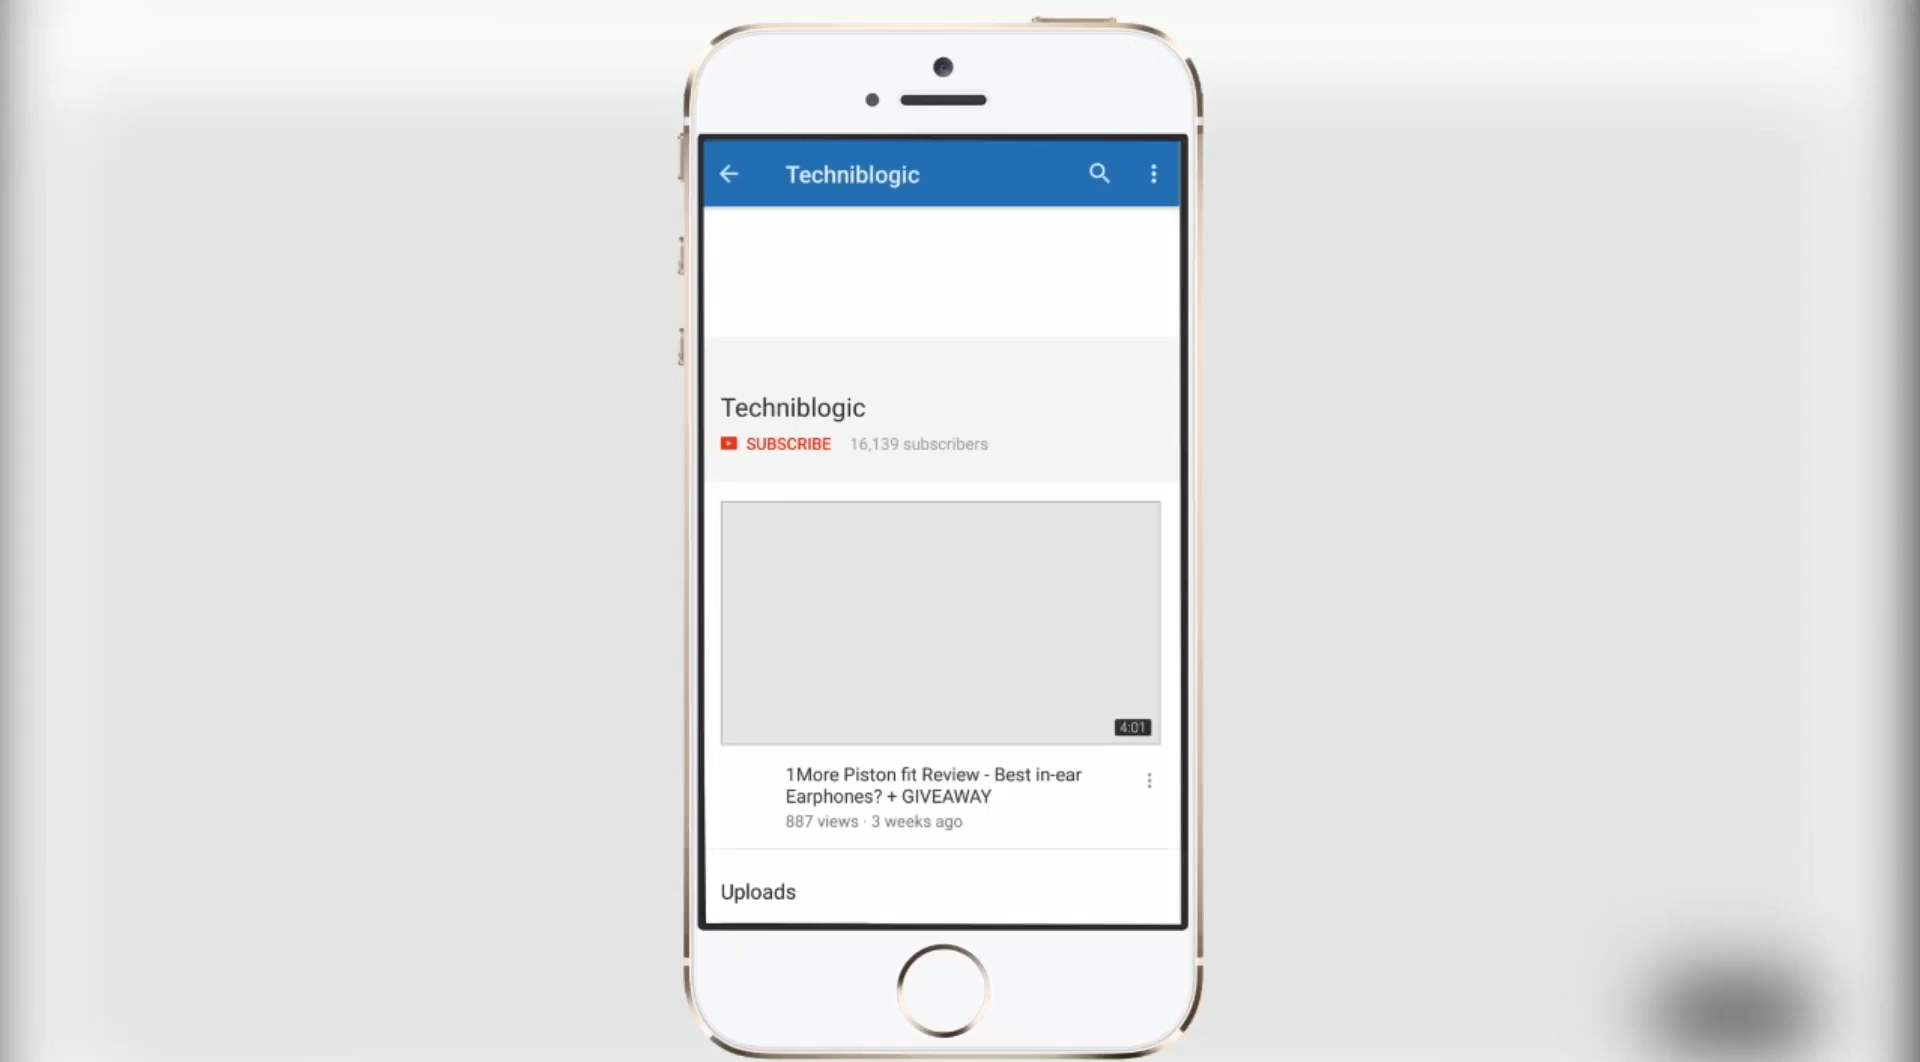 Techniblogic
Techniblogic
SUBSCRIBE 16,139 subscribers
4:01
1More Piston fit Review - Best in-ear
Earphones? + GIVEAWAY
887 views · 3 weeks ago
Uploads